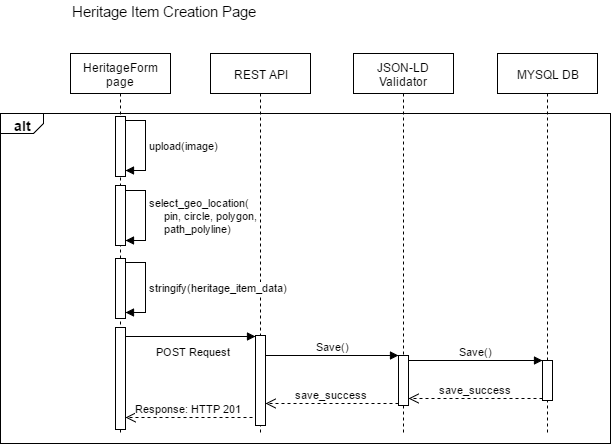 Heritage Item Creation Page
HeritageForm
page
REST API
JSON-LD
Validator
MYSQL DB
alt
upload(image)
select_geo_location(
pin, circle, polygon,
path_polyline)
stringify(heritage_item_data)
POST Request
Save()
Save()
save_success
save_success
Response: HTTP 201